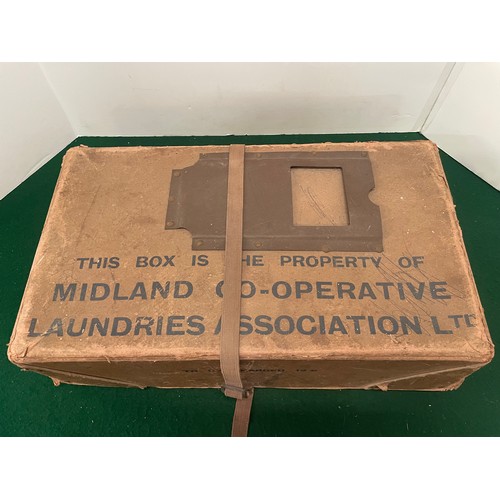 THIS BOX IS THE PROPERTY OF
MIDLAND CO-OPERATIVE
LAUNDRIES ASSOCIATION LTD